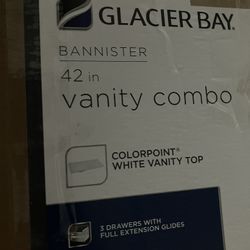 GLACIER BAY.
BANNISTER
42 in
vanity combo
COLORPOINT®
WHITE VANITY TOP
3 DRAWERS WITH
FULL EXTENSION GLIDES